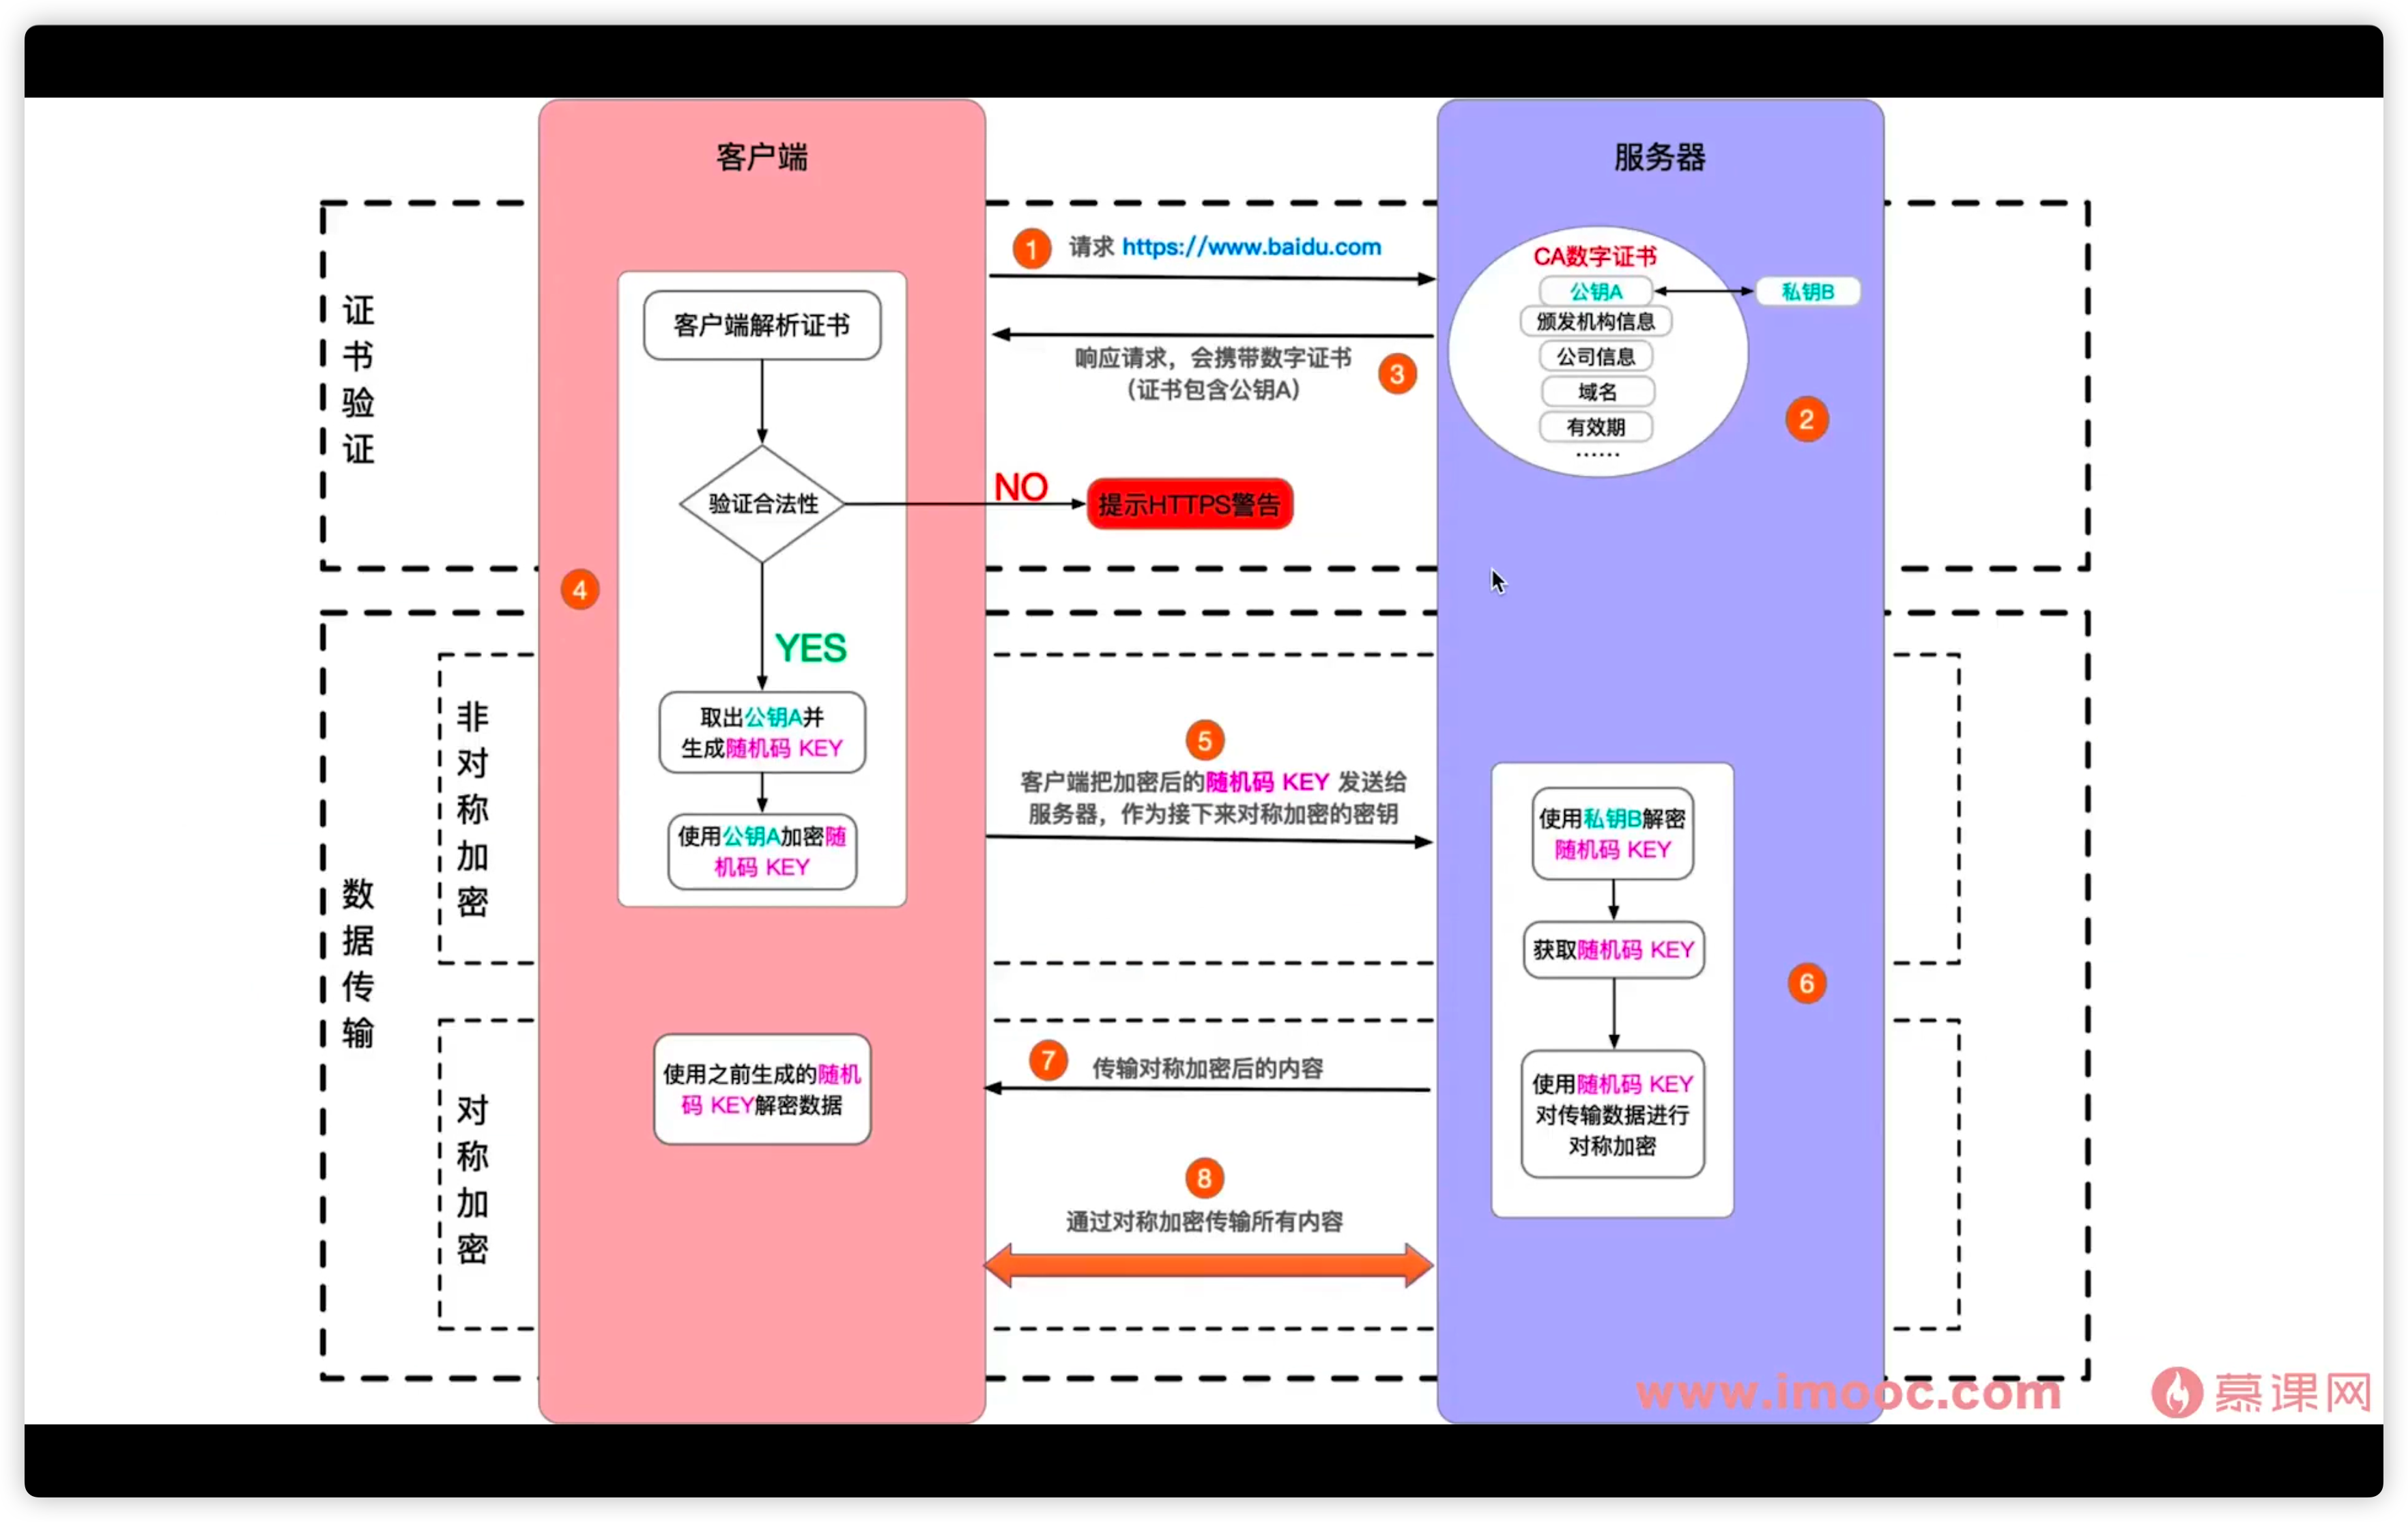 客户端
服务器
证书验证
1
请求 https://www.baidu.com
CA数字证书
公钥A
私钥B
颁发机构信息
公司信息
域名
有效期
......
2
响应请求，会携带数字证书
（证书包含公钥A）
3
客户端解析证书
验证合法性
NO
提示HTTPS警告
4
YES
数据传输
非对称加密
取出公钥A并
生成随机码 KEY
使用公钥A加密随
机码 KEY
5
客户端把加密后的随机码 KEY 发送给
服务器，作为接下来对称加密的密钥
使用私钥B解密
随机码 KEY
获取随机码 KEY
6
对称加密
使用随机码 KEY
对传输数据进行
对称加密
7
传输对称加密后的内容
使用之前生成的随机
码 KEY解密数据
8
通过对称加密传输所有内容
www.imooc.com
慕课网